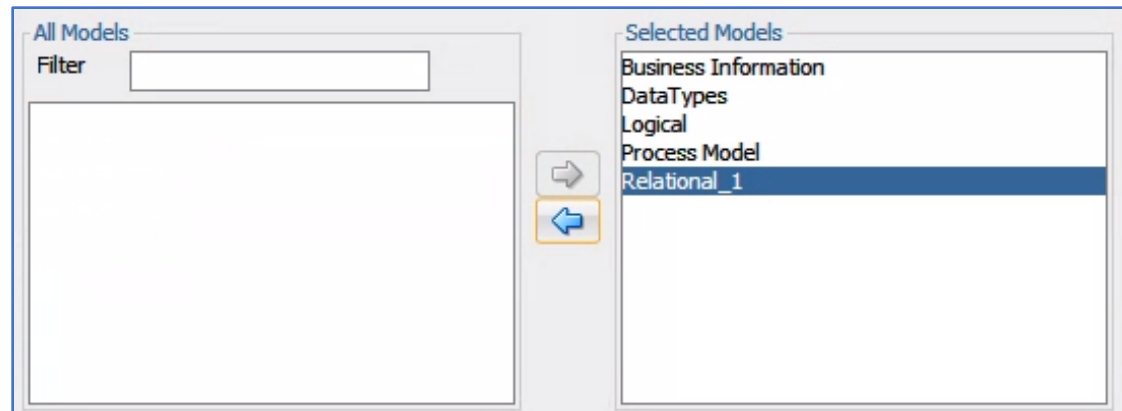 All Models
Filter
Selected Models
Business Information
DataTypes
Logical
Process Model
Relational_1